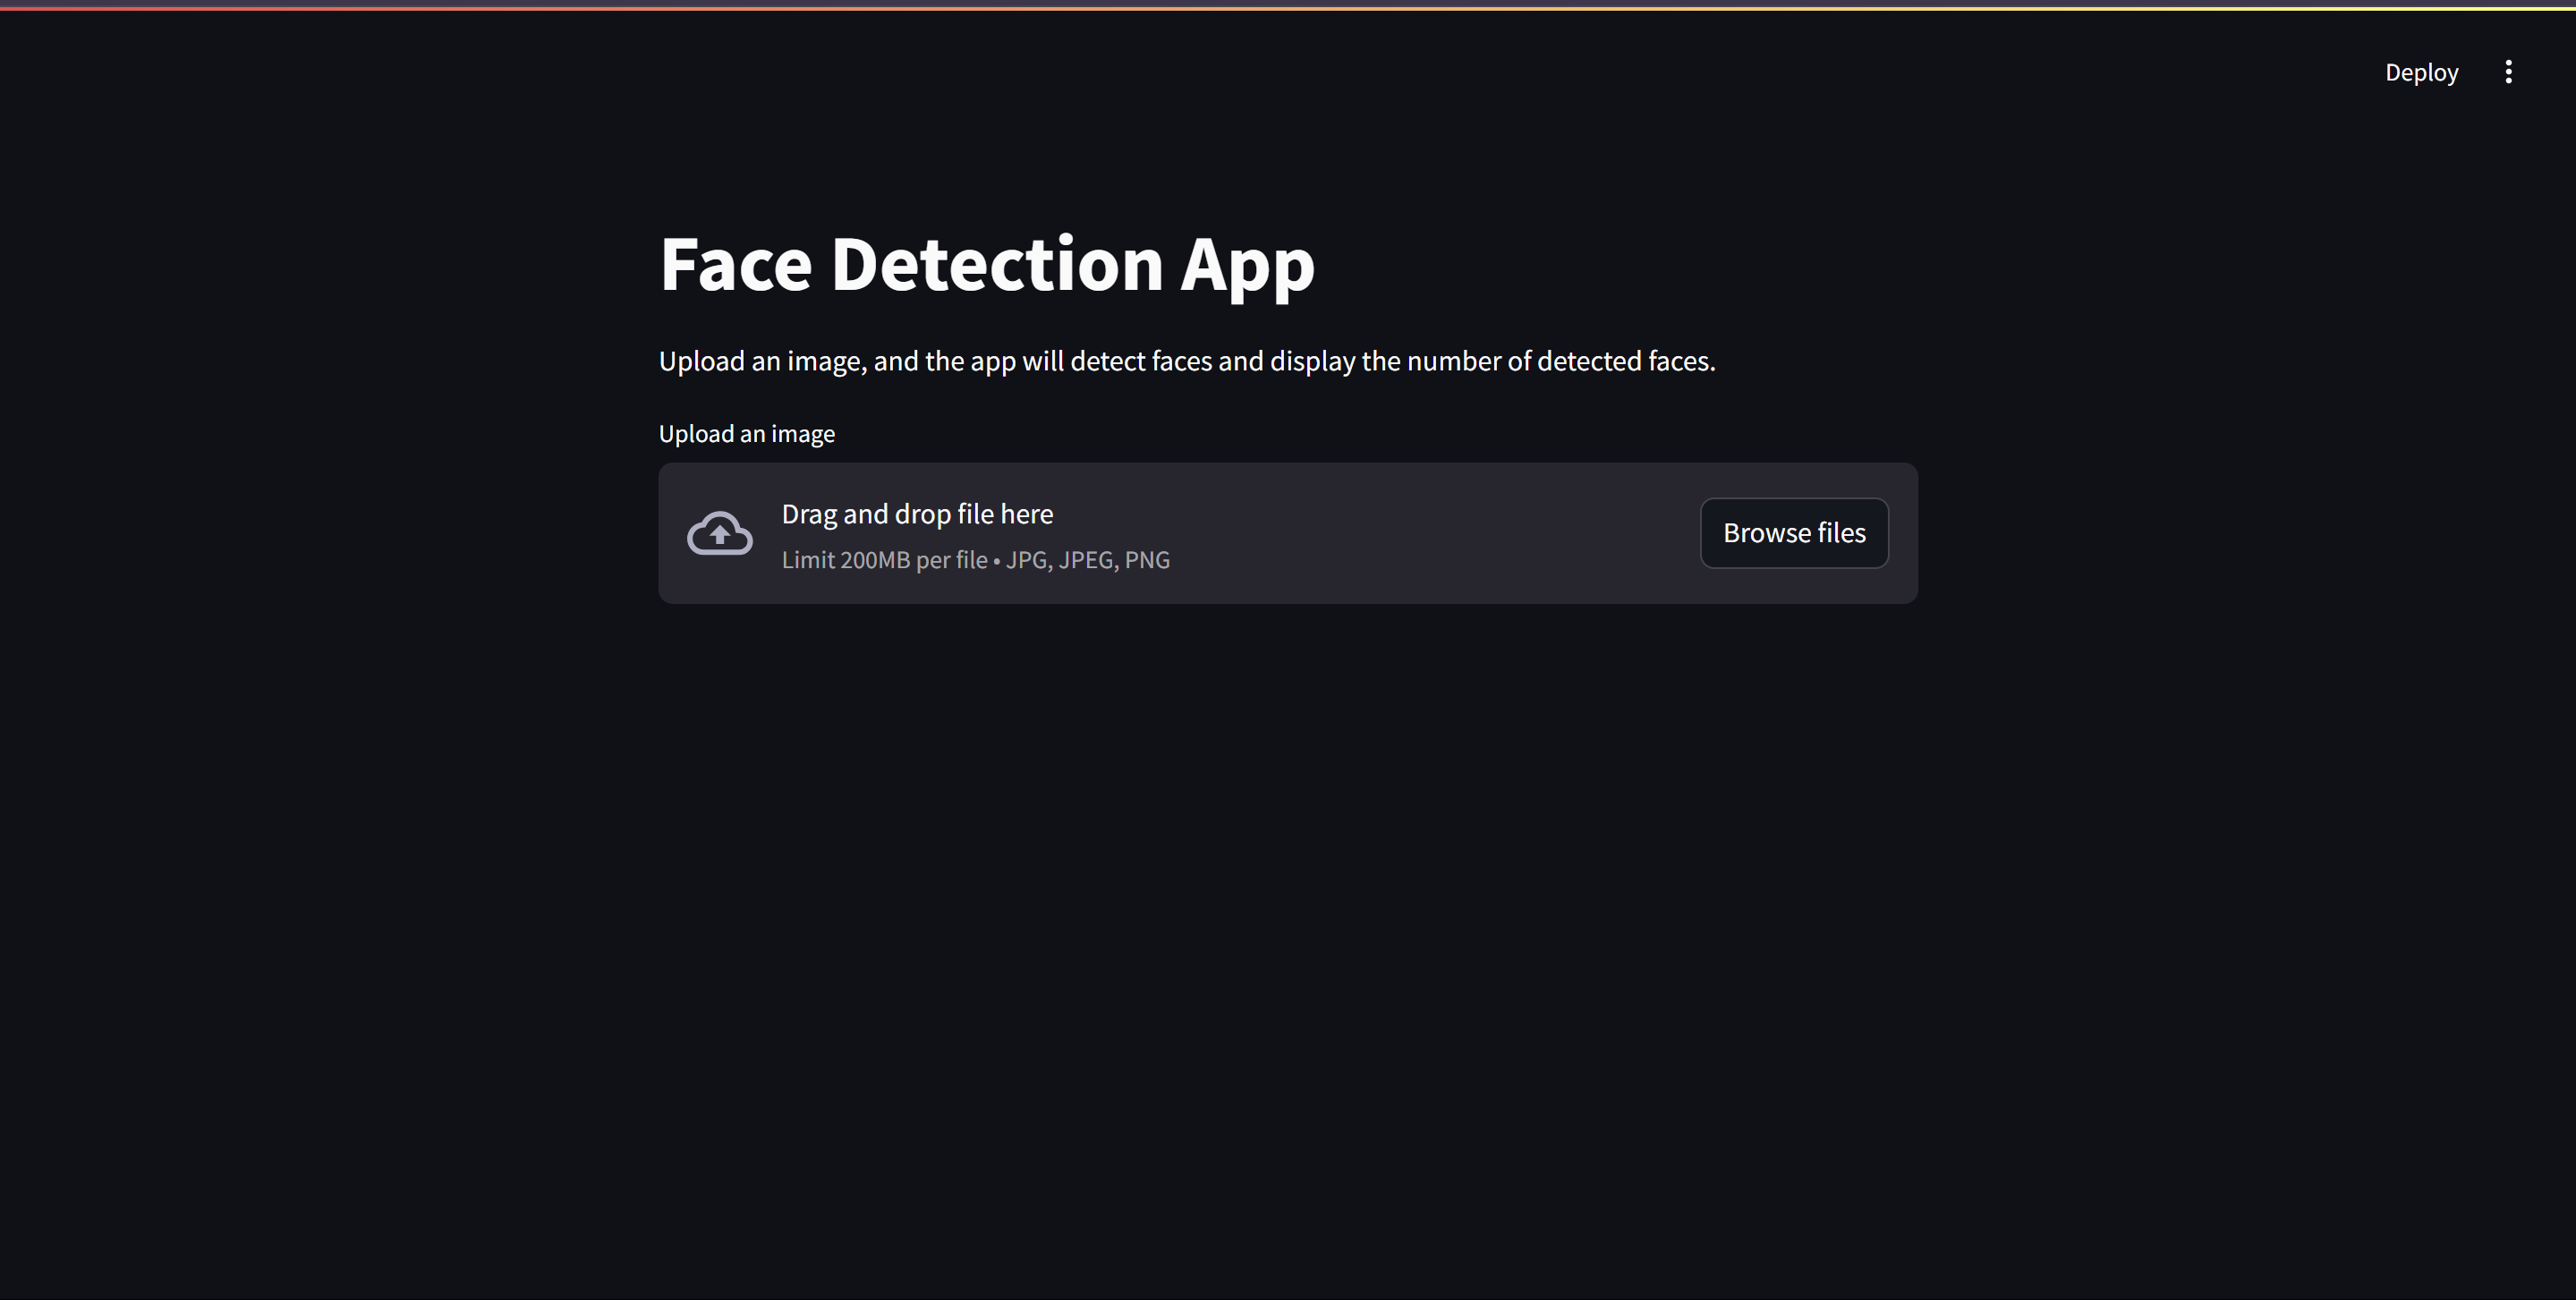 Deploy
Face Detection App
Upload an image, and the app will detect faces and display the number of detected faces.
Upload an image
Drag and drop file here
Limit 200MB per file • JPG, JPEG, PNG
Browse files